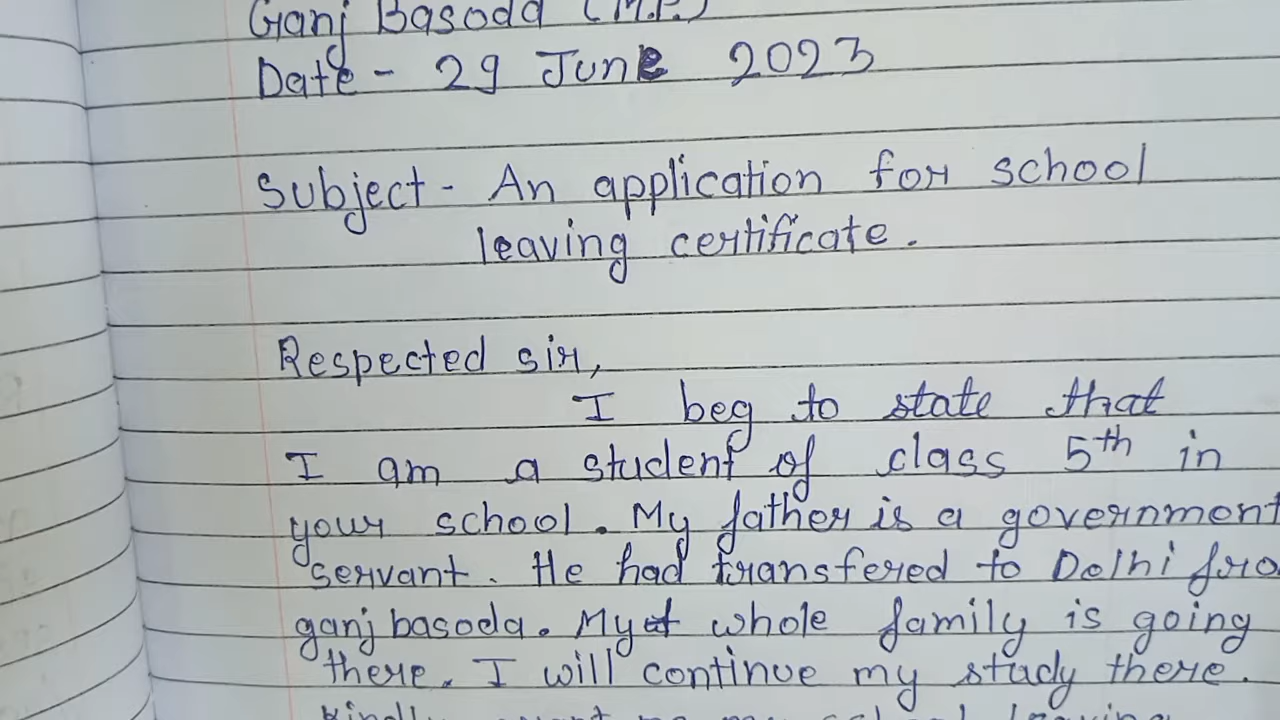 Ganj Basoda (M.P.)
Date - 29 June 2023
Subject - An application for school
leaving certificate.
Respected sir,
I beg to state that
I am a student of class 5th in
your school. My father is a government
servant. He had transfered to Delhi fro
ganj basoda. My whole family is going
there. I will continue my study there.